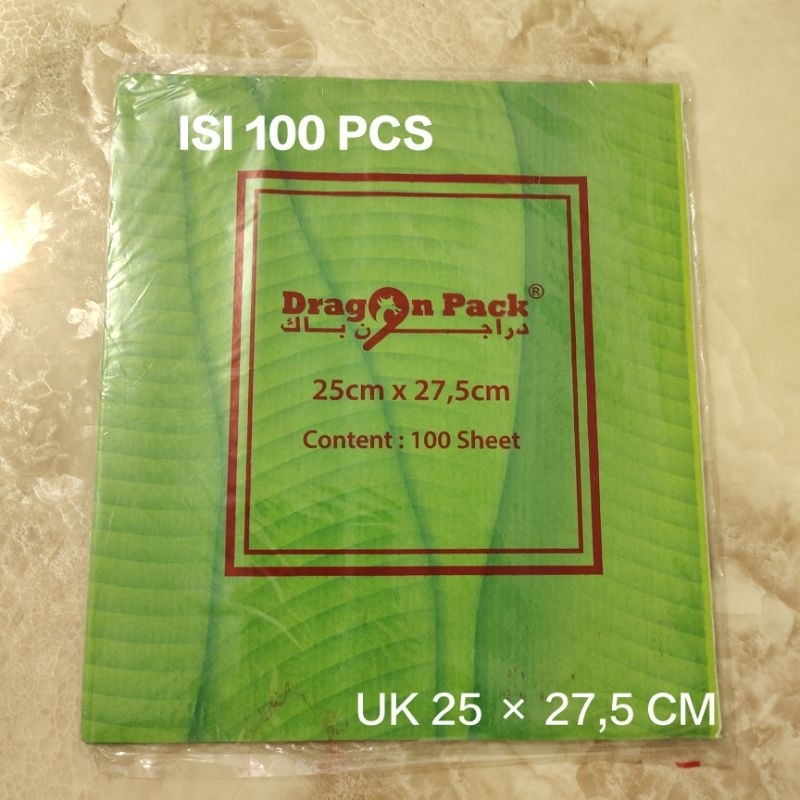 ISI 100 PCS
Dragon Pack®
دراجون باك
25cm x 27,5cm
Content : 100 Sheet
UK 25 × 27,5 CM